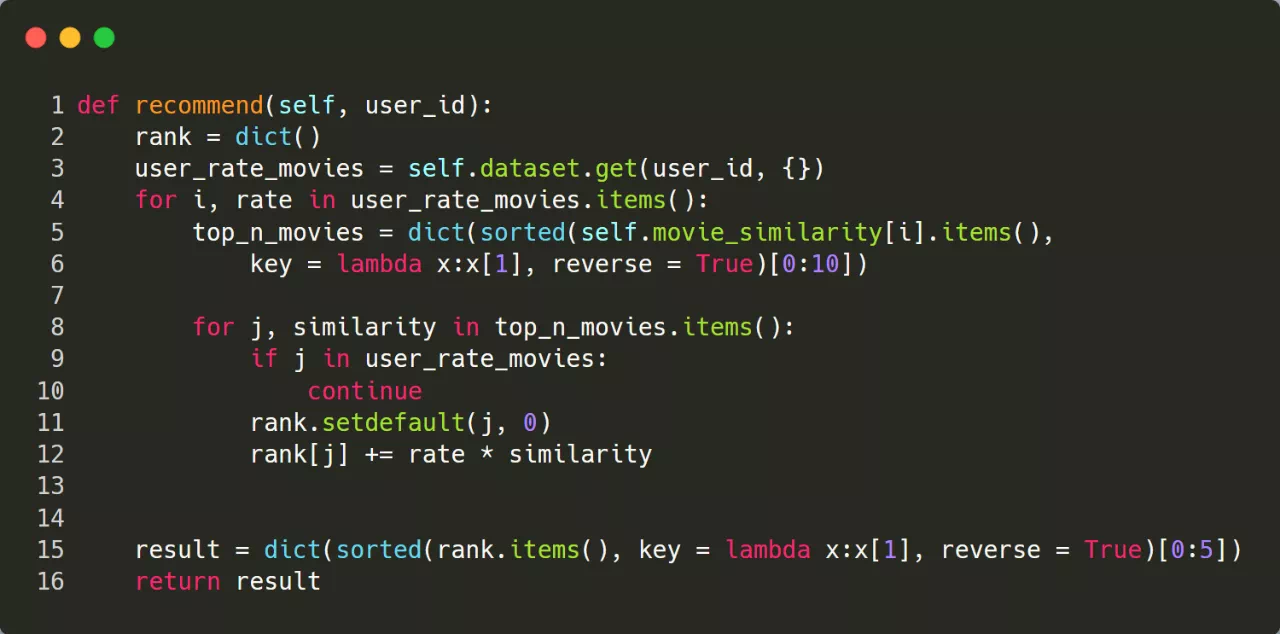 1 def recommend(self, user_id):
2     rank = dict()
3     user_rate_movies = self.dataset.get(user_id, {})
4     for i, rate in user_rate_movies.items():
5         top_n_movies = dict(sorted(self.movie_similarity[i].items(),
6             key = lambda x:x[1], reverse = True)[0:10])
7
8         for j, similarity in top_n_movies.items():
9             if j in user_rate_movies:
10                 continue
11             rank.setdefault(j, 0)
12             rank[j] += rate * similarity
13
14
15     result = dict(sorted(rank.items(), key = lambda x:x[1], reverse = True)[0:5])
16     return result